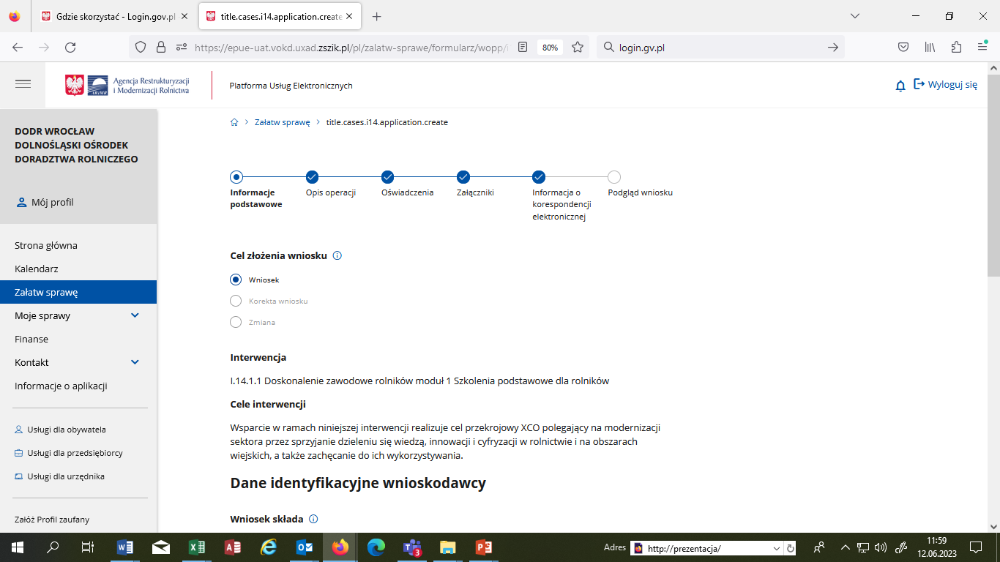 Gdzie skorzystać - Login.gov.pl
title.cases.i14.application.create
https://epue-uat.vokd.uxad.zszik.pl/pl/zalatw-sprawe/formularz/wopp/i
80%
login.gv.pl
Agencja Restrukturyzacji
i Modernizacji Rolnictwa
ARiMR
Platforma Usług Elektronicznych
Wyloguj się
DODR WROCŁAW
DOLNOŚLĄSKI OŚRODEK
DORADZTWA ROLNICZEGO
Mój profil
Strona główna
Kalendarz
Załatw sprawę
Moje sprawy
Finanse
Kontakt
Informacje o aplikacji
Usługi dla obywatela
Usługi dla przedsiębiorcy
Usługi dla urzędnika
Załóż Profil zaufany
Załatw sprawę
title.cases.i14.application.create
Informacje
podstawowe
Opis operacji
Oświadczenia
Załączniki
Informacja o
korespondencji
elektronicznej
Podgląd wniosku
Cel złożenia wniosku
Wniosek
Korekta wniosku
Zmiana
Interwencja
I.14.1.1 Doskonalenie zawodowe rolników moduł 1 Szkolenia podstawowe dla rolników
Cele interwencji
Wsparcie w ramach niniejszej interwencji realizuje cel przekrojowy XCO polegający na modernizacji
sektora przez sprzyjanie dzieleniu się wiedzą, innowacji i cyfryzacji w rolnictwie i na obszarach
wiejskich, a także zachęcanie do ich wykorzystywania.
Dane identyfikacyjne wnioskodawcy
Wniosek składa
3
Adres
http://prezentacja/
11:59
12.06.2023